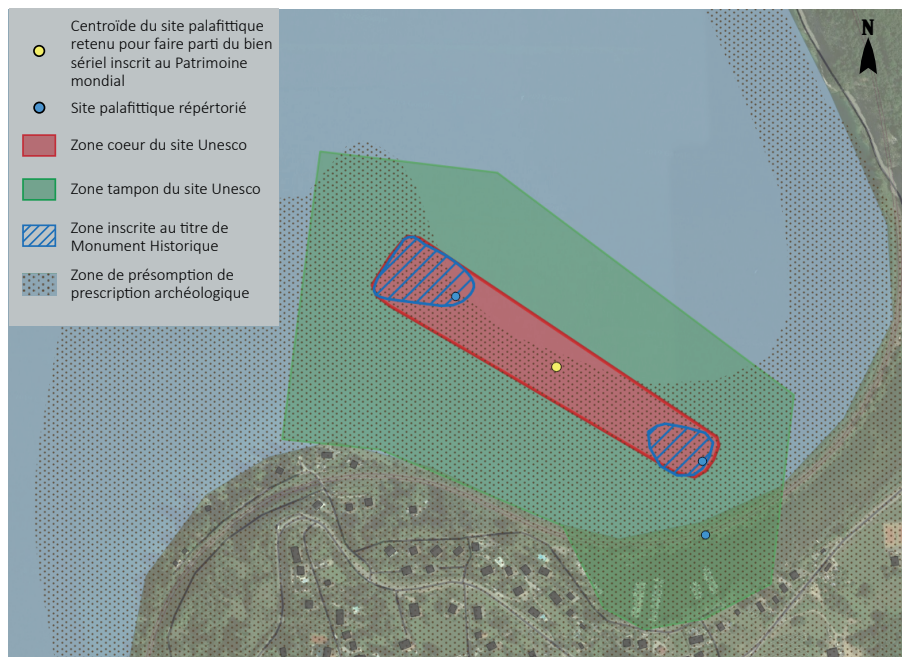 Centroïde du site palafittique
retenu pour faire parti du bien
sériel inscrit au Patrimoine
mondial
Site palafittique répértorié
Zone coeur du site Unesco
Zone tampon du site Unesco
Zone inscrite au titre de
Monument Historique
Zone de présomption de
prescription archéologique
N